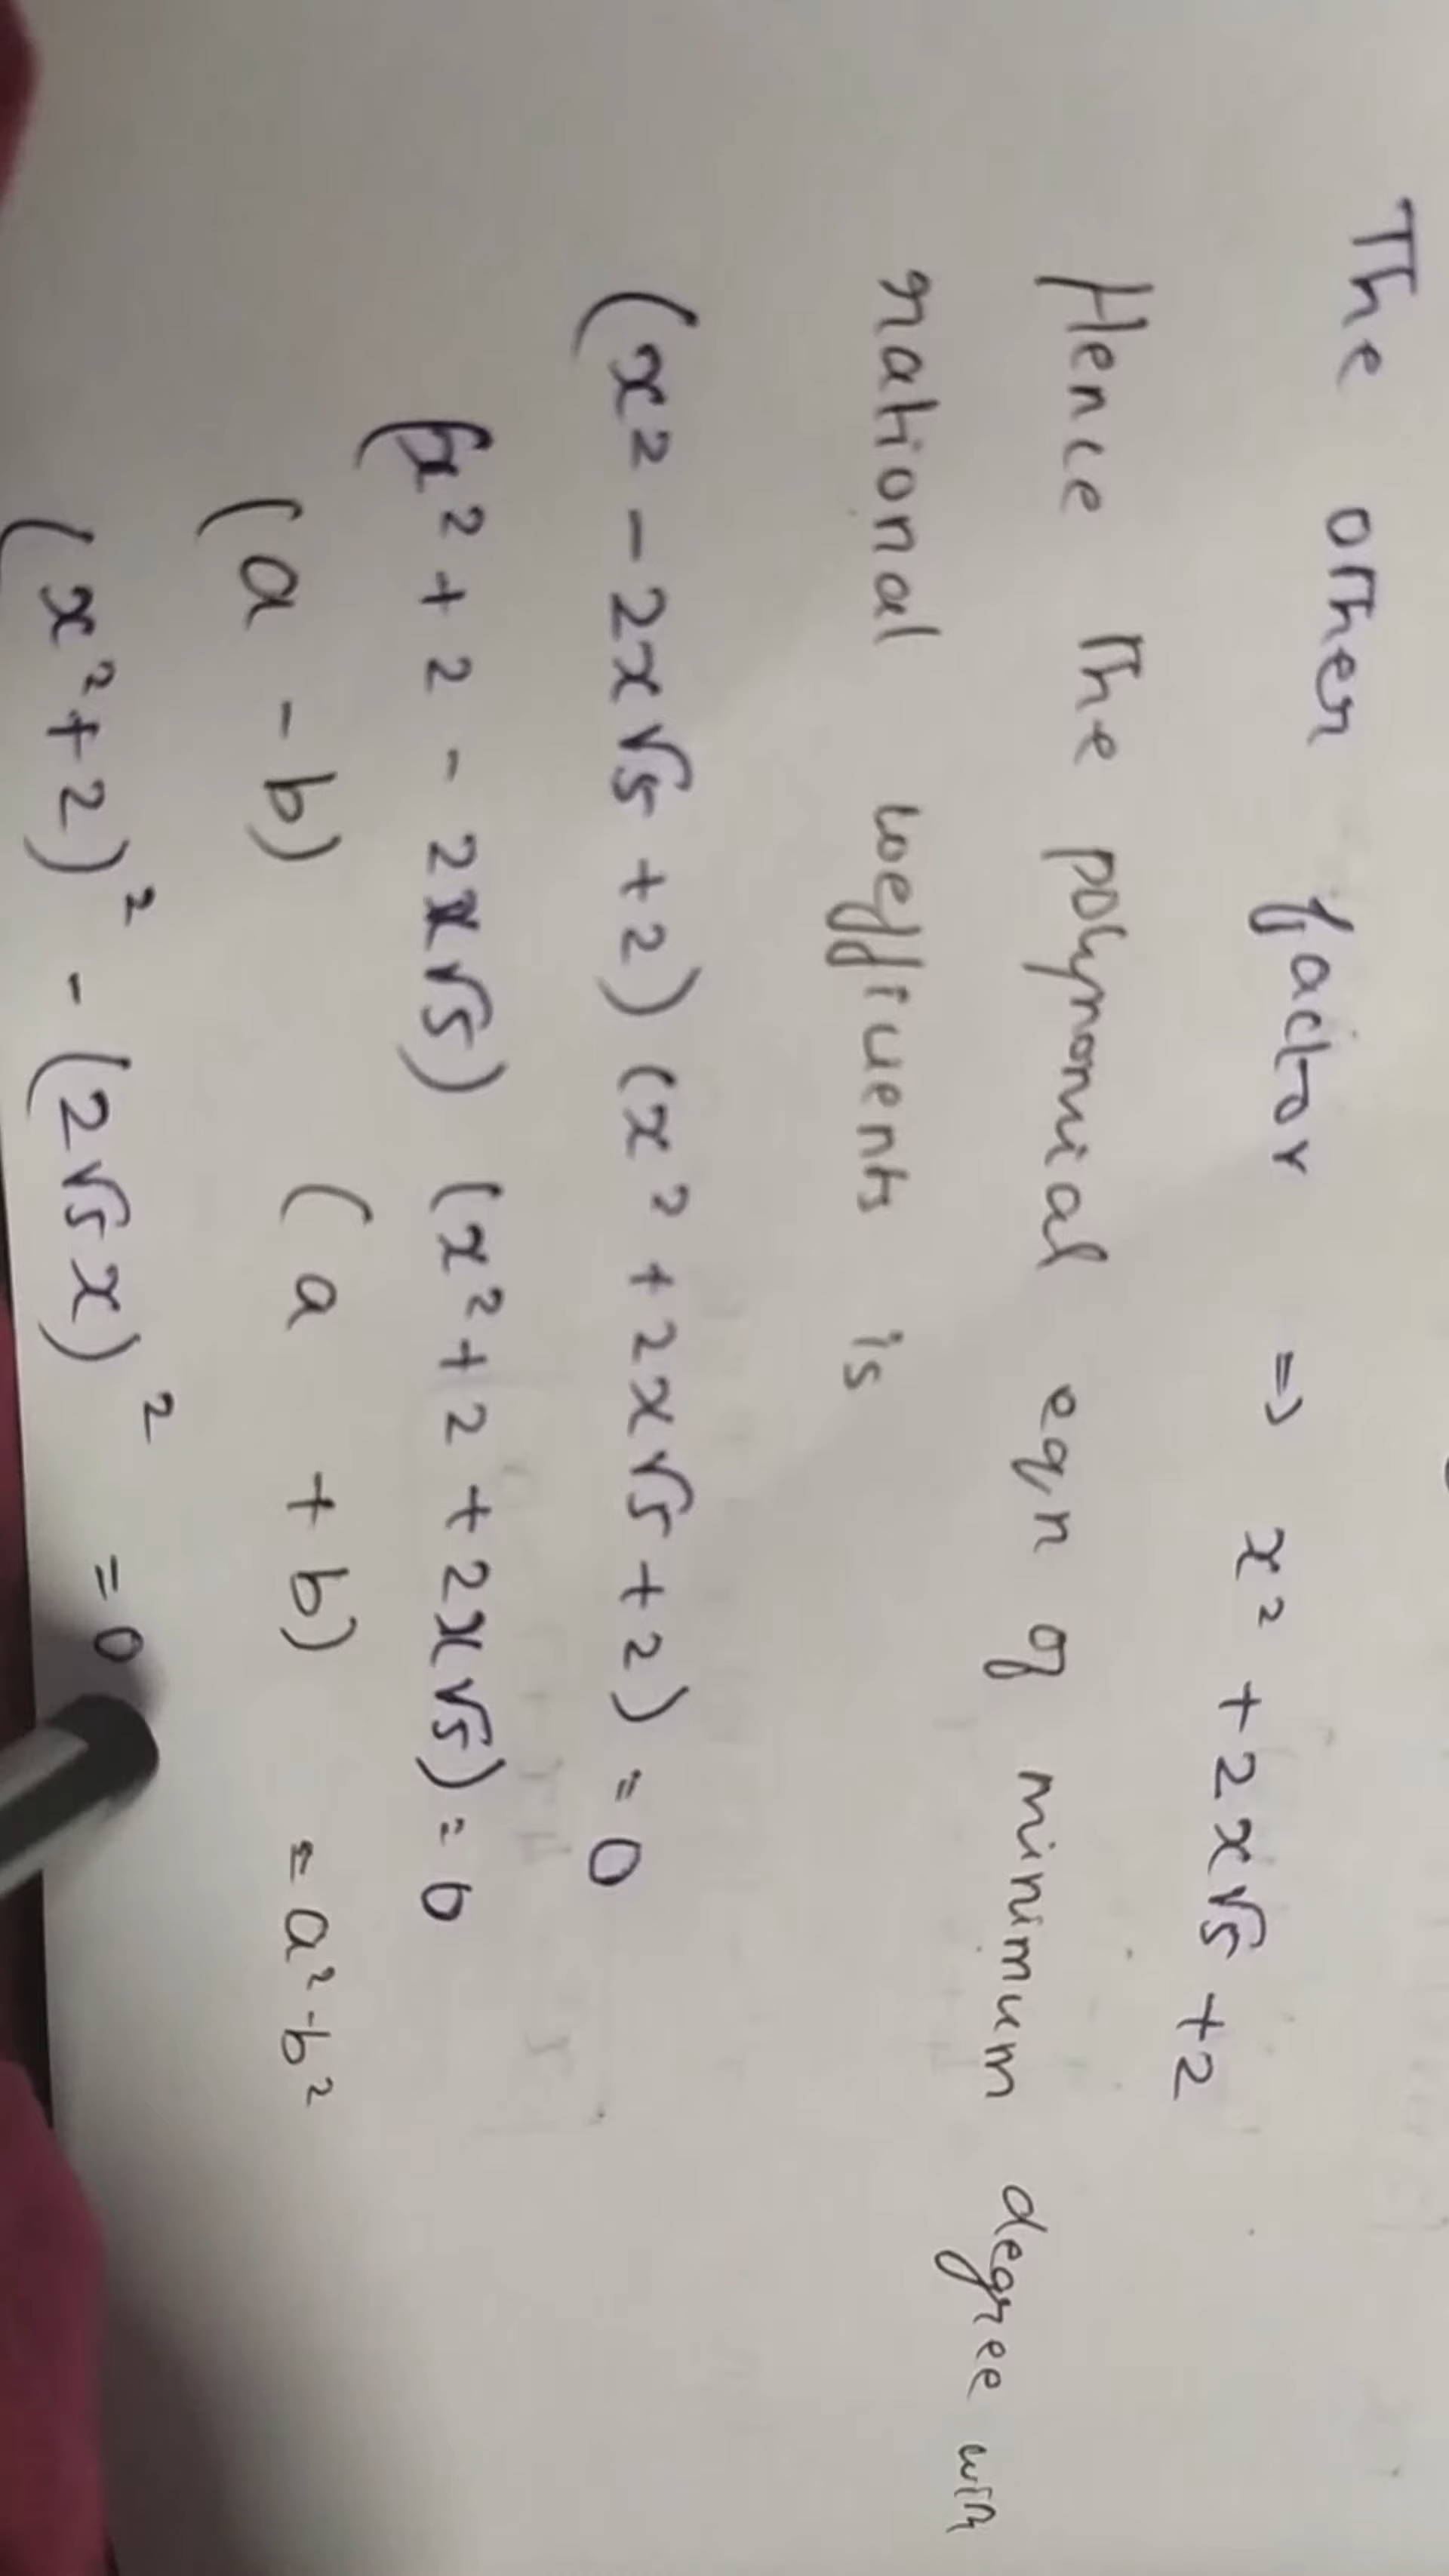 The other factor ⇒ x² + 2x√5 + 2
Hence the polynomial eqn of minimum degree with
rational coefficients is
(x² - 2x√5 + 2) (x² + 2x√5 + 2) = 0
(x² + 2 - 2x√5) (x² + 2 + 2x√5) = 0
(a - b) (a + b) = a² - b²
(x² + 2)² - (2√5 x)² = 0